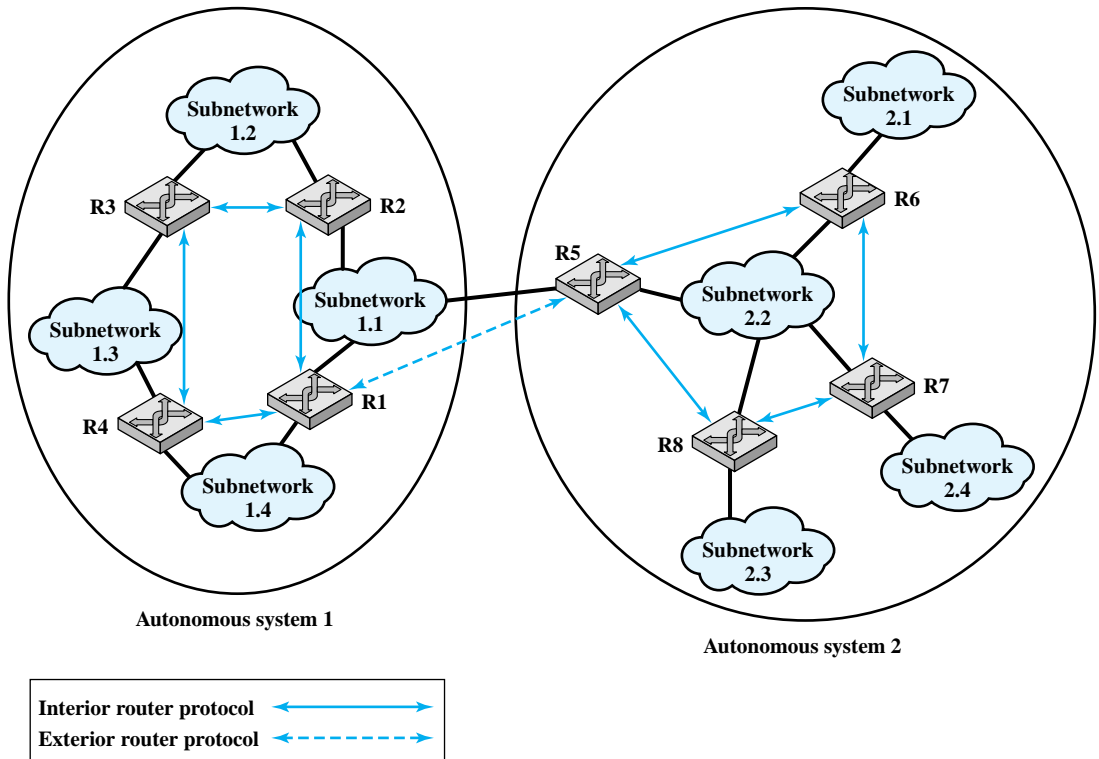 Subnetwork
1.2
R3
R2
Subnetwork
1.1
Subnetwork
1.3
R4
R1
Subnetwork
1.4
Autonomous system 1
Subnetwork
2.1
R6
R5
Subnetwork
2.2
R7
R8
Subnetwork
2.4
Subnetwork
2.3
Autonomous system 2
Interior router protocol
Exterior router protocol